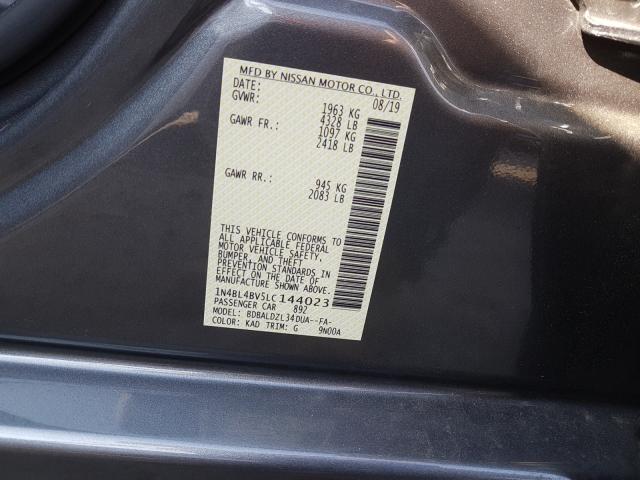 MFD BY NISSAN MOTOR CO., LTD.
DATE: 08/19
GVWR: 1963 KG
4328 LB
GAWR FR.: 1097 KG
2418 LB
GAWR RR.: 945 KG
2083 LB
THIS VEHICLE CONFORMS TO
ALL APPLICABLE FEDERAL
MOTOR VEHICLE SAFETY,
BUMPER, AND THEFT
PREVENTION STANDARDS IN
EFFECT ON THE DATE OF
MANUFACTURE SHOWN ABOVE.
1N4BL4BV5LC144023
PASSENGER CAR 892
MODEL: BDBALDZL34DUA--FA-
COLOR: KAD TRIM: G 9N00A